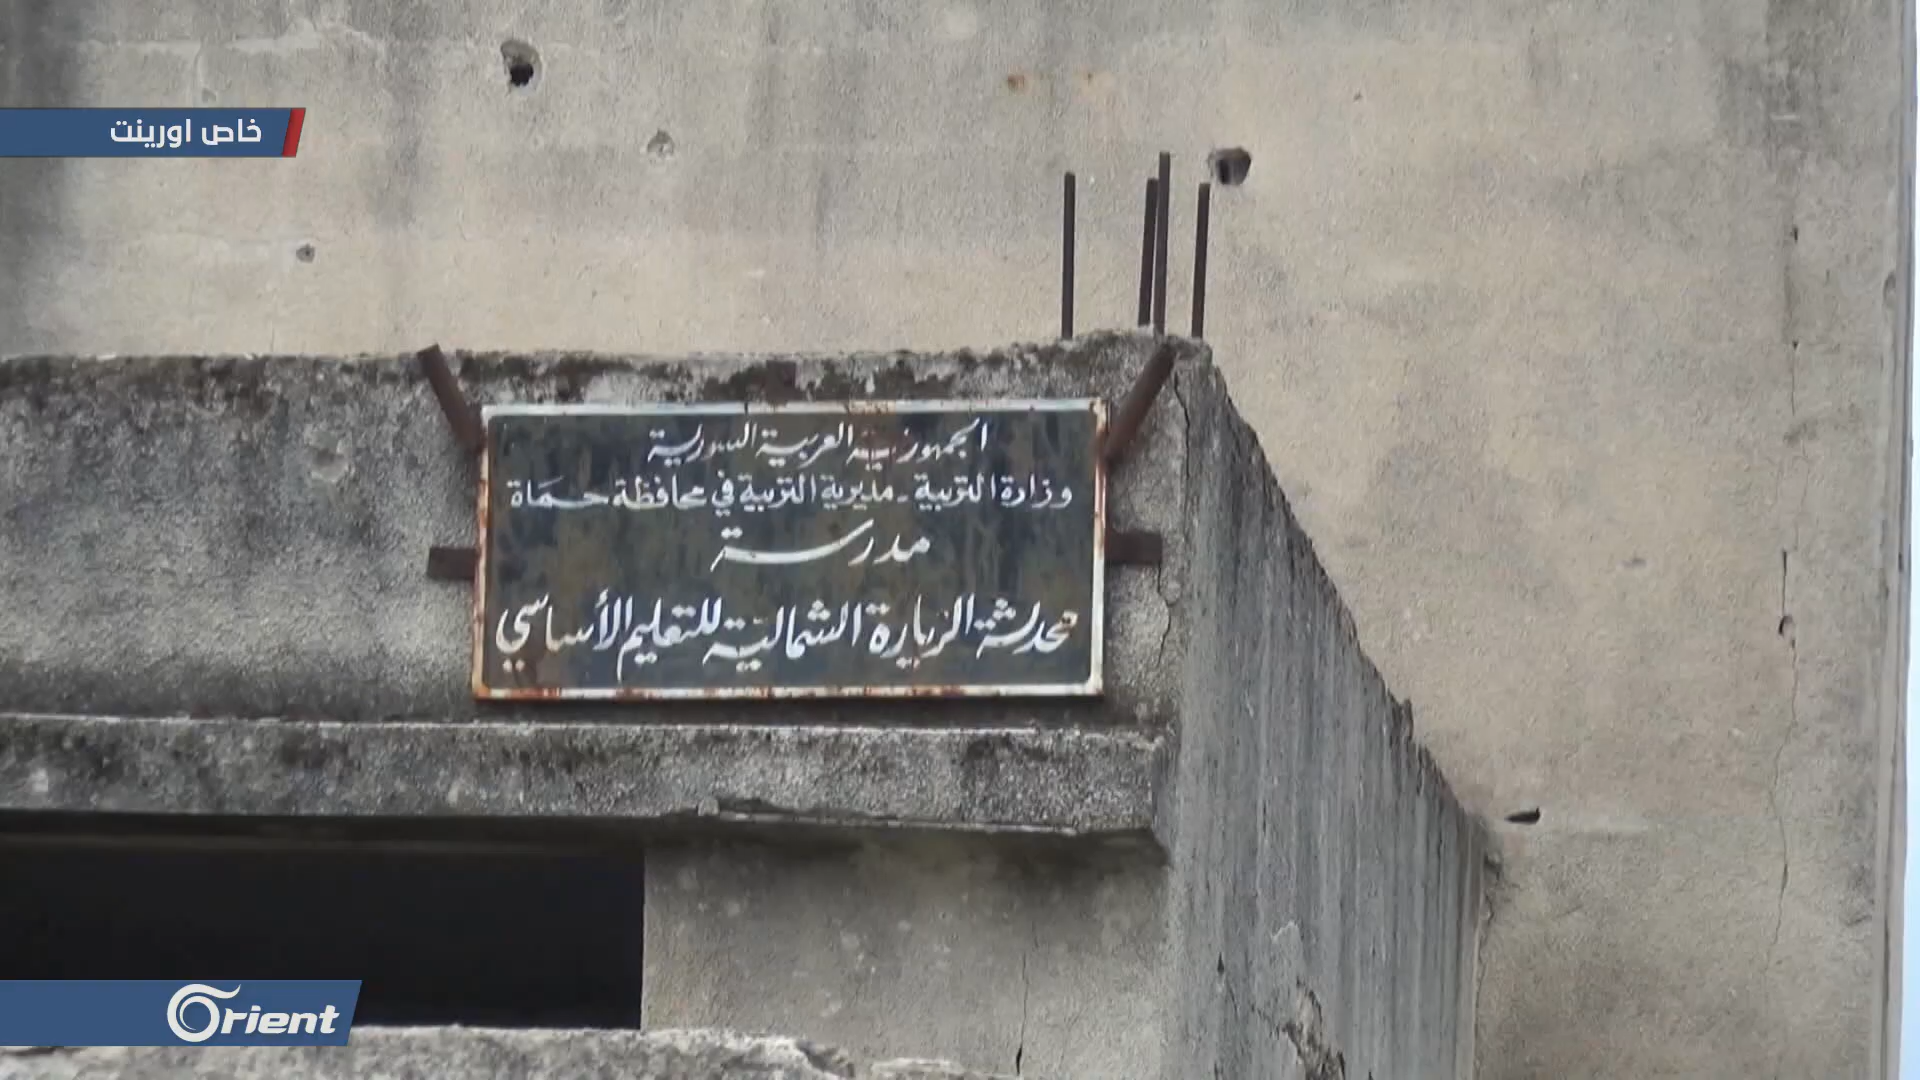 خاص اورينت
الجمهورية العربية السورية
وزارة التربية - مديرية التربية في محافظة حماة
مدرسة
محدثة الزيارة الشمالية للتعليم الأساسي
Orient